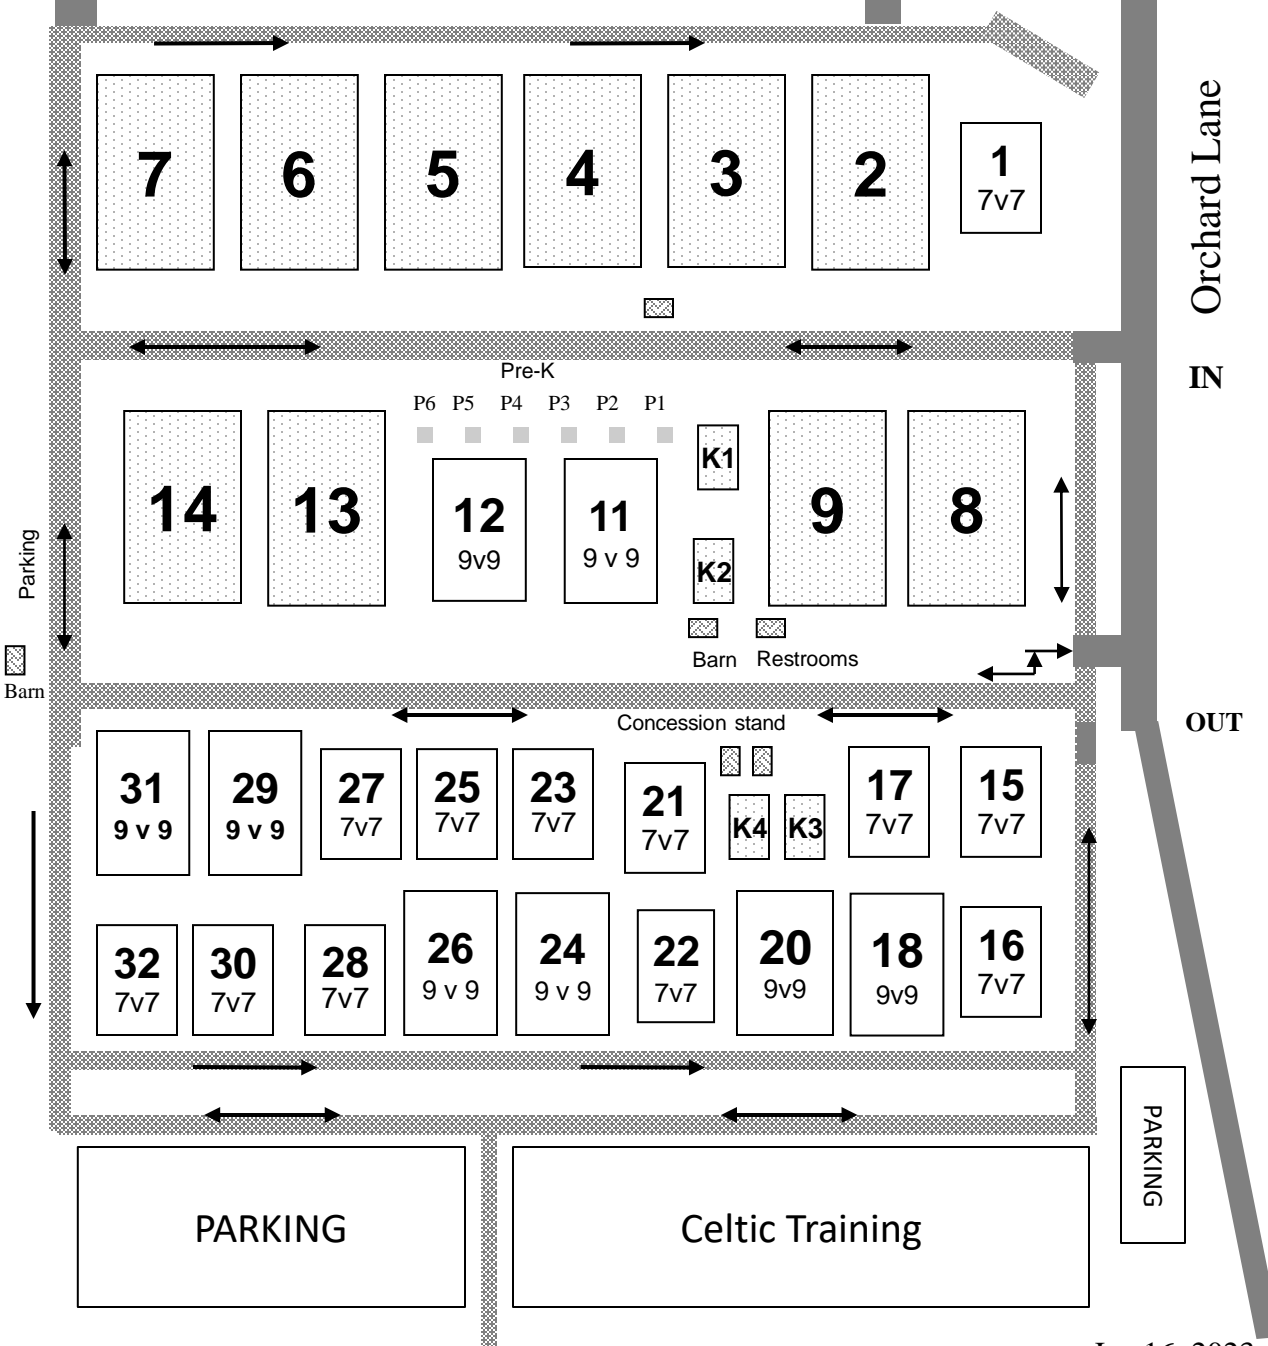 7
6
5
4
3
2
1
7v7
Orchard Lane
IN
Pre-K
P6
P5
P4
P3
P2
P1
14
13
12
9v9
11
9 v 9
K1
K2
9
8
Parking
Barn
Barn
Restrooms
OUT
Concession stand
31
9 v 9
29
9 v 9
27
7v7
25
7v7
23
7v7
21
7v7
K4
K3
17
7v7
15
7v7
32
7v7
30
7v7
28
7v7
26
9 v 9
24
9 v 9
22
7v7
20
9v9
18
9v9
16
7v7
PARKING
Celtic Training
PARKING
16, 2023